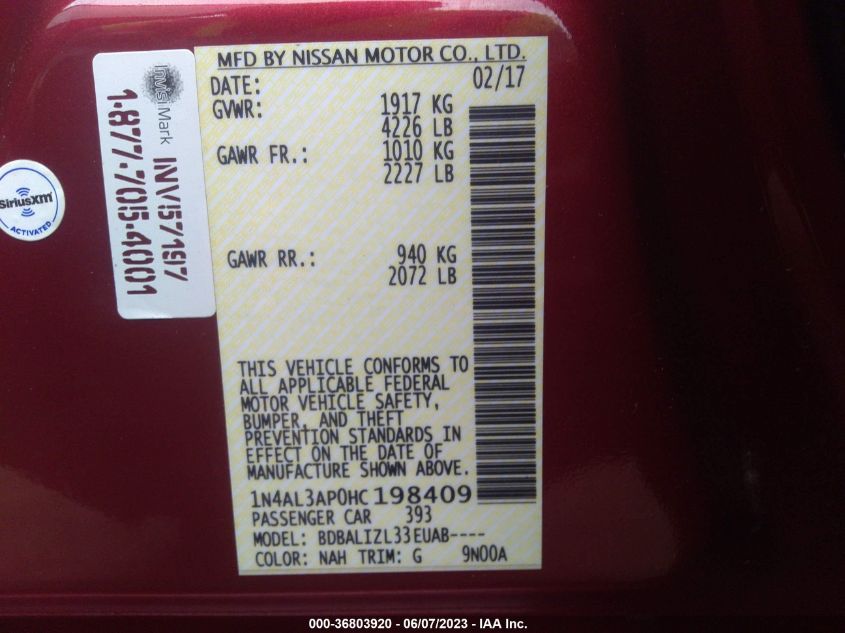 MFD BY NISSAN MOTOR CO., LTD.
DATE: 02/17
GVWR: 1917 KG
4226 LB
GAWR FR.: 1010 KG
2227 LB
GAWR RR.: 940 KG
2072 LB
THIS VEHICLE CONFORMS TO
ALL APPLICABLE FEDERAL
MOTOR VEHICLE SAFETY,
BUMPER, AND THEFT
PREVENTION STANDARDS IN
EFFECT ON THE DATE OF
MANUFACTURE SHOWN ABOVE.
1N4AL3AP0HC198409
PASSENGER CAR 393
MODEL: BDBALIZL33EUAB----
COLOR: NAH TRIM: G 9N00A
InvisiMark INV57197
1-877-705-4001
SiriusXM
ACTIVATED
000-36803920 - 06/07/2023 - IAA Inc.